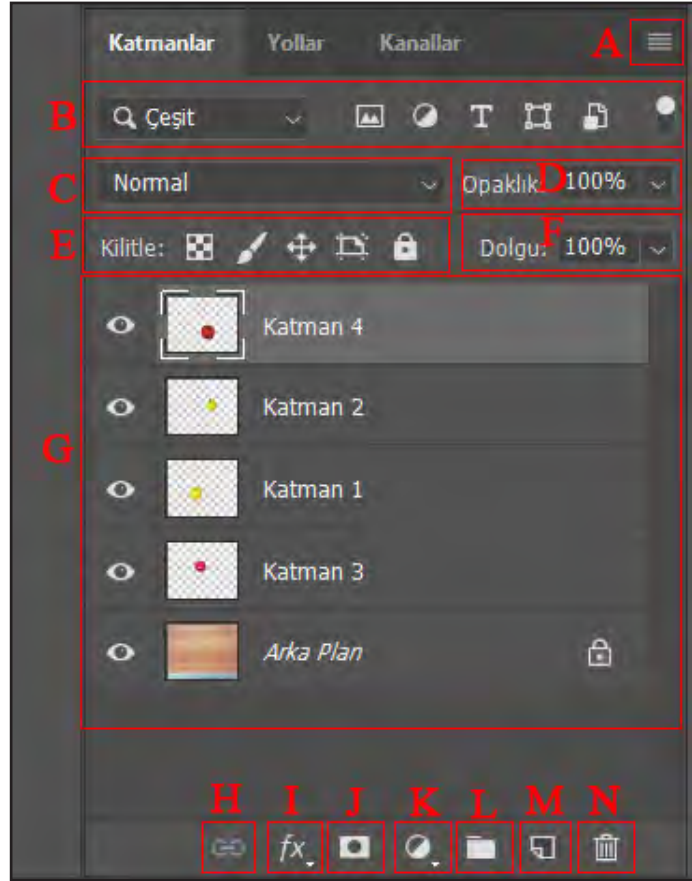 Katmanlar Yollar Kanallar A
B Çeşit T
C Normal Opaklık: D 100%
E Kilitle: Dolgu: F 100%
Katman 4
Katman 2
G
Katman 1
Katman 3
Arka Plan
H I J K L M N
fx